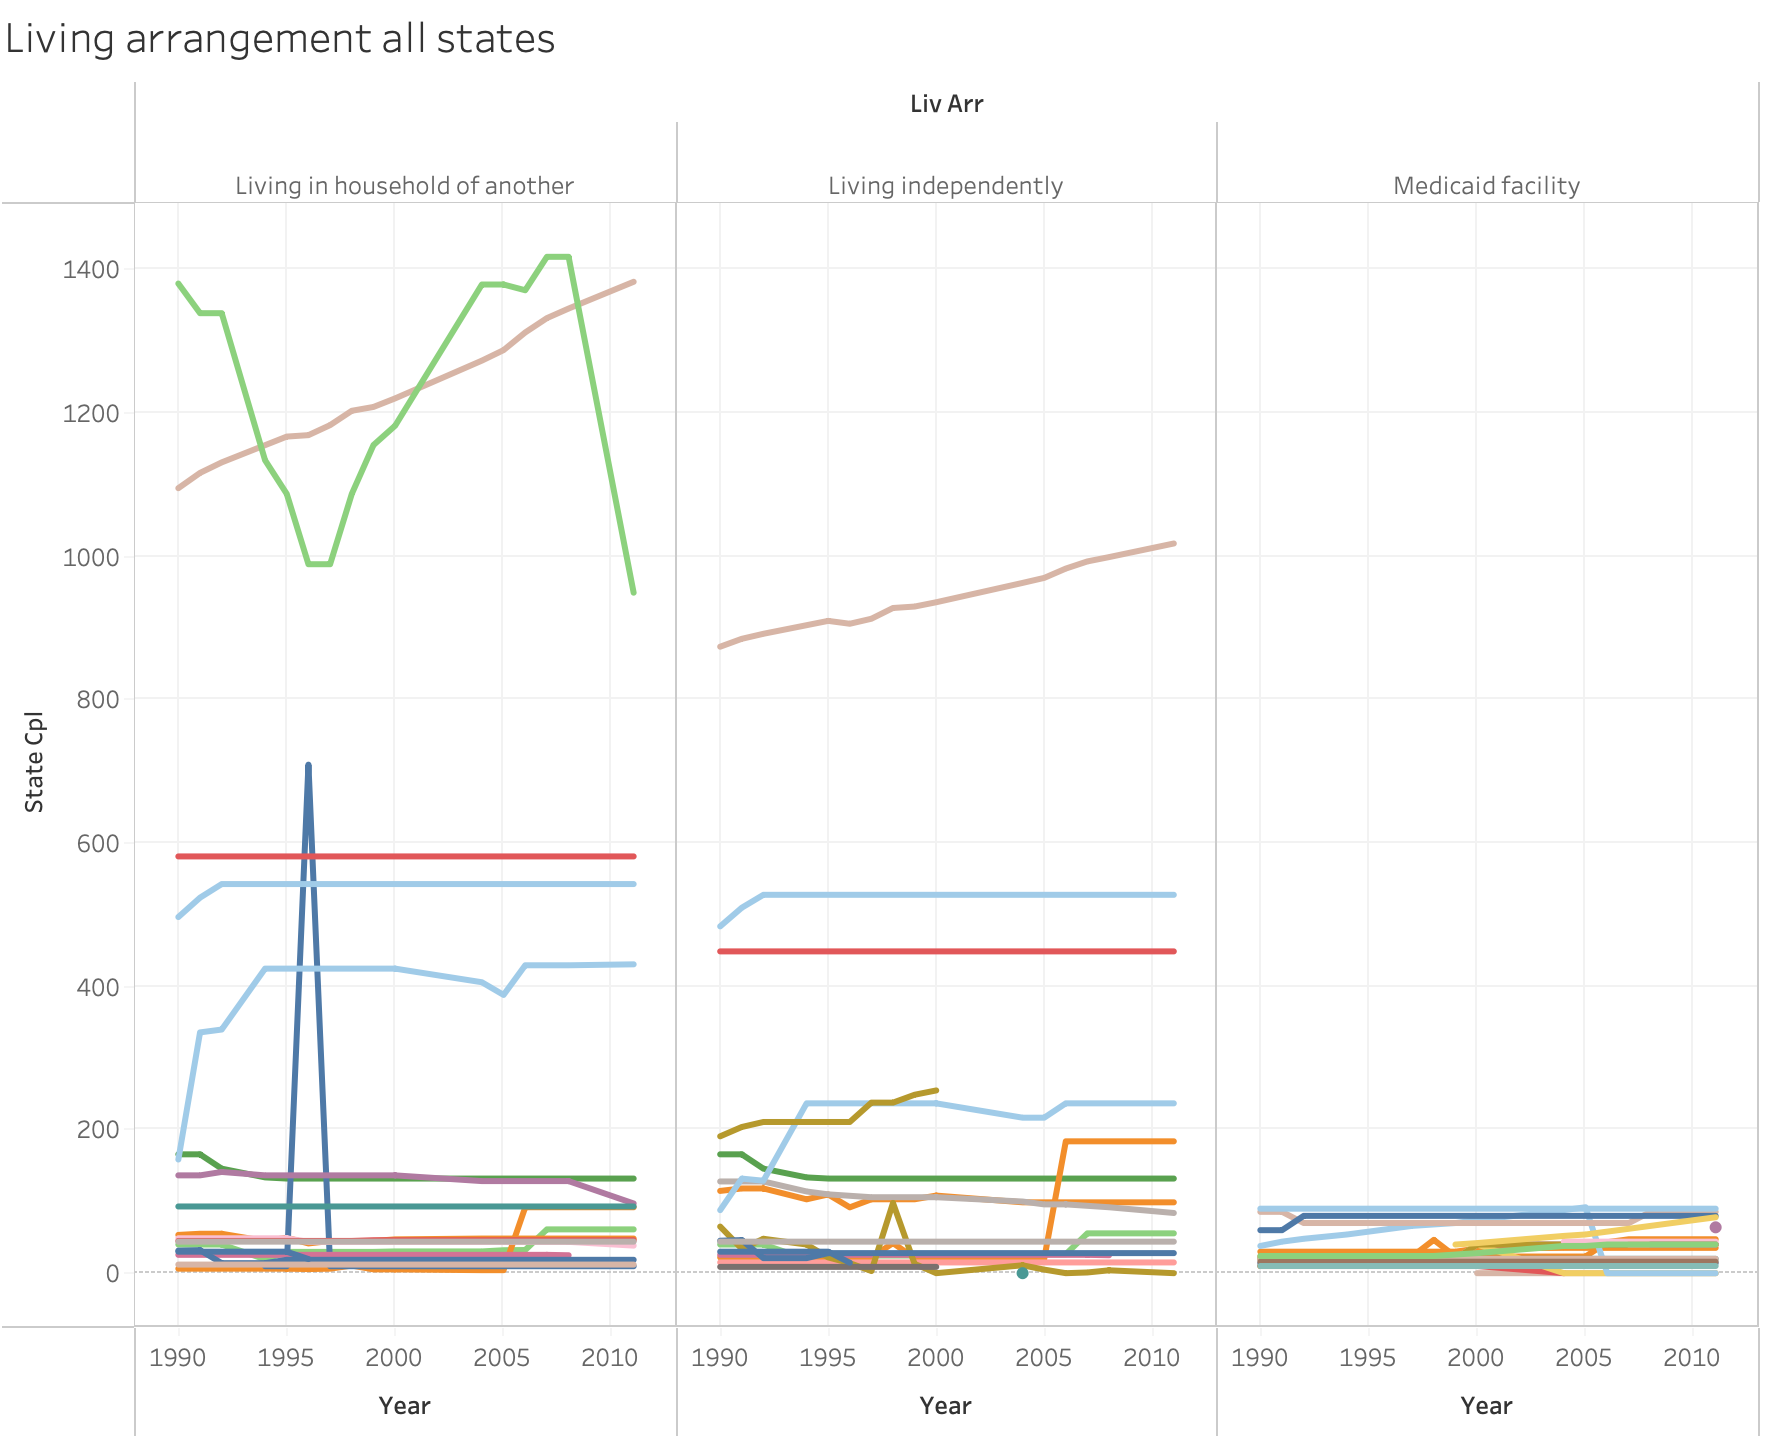 Living arrangement all states
Liv Arr
Living in household of another
Living independently
Medicaid facility
State Cpl
1400
1200
1000
800
600
400
200
0
1990 1995 2000 2005 2010 1990 1995 2000 2005 2010 1990 1995 2000 2005 2010
Year Year Year